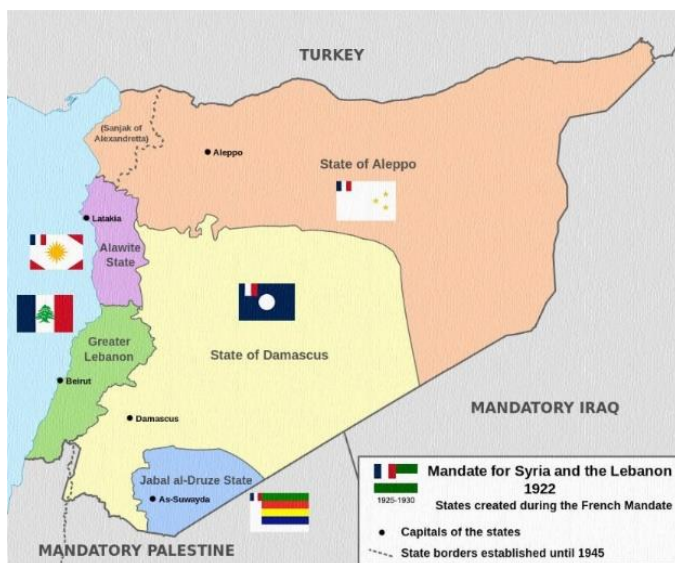 TURKEY
(Sanjak of
Alexandretta)
Aleppo
State of Aleppo
Latakia
Alawite
State
Greater
Lebanon
State of Damascus
Beirut
Damascus
MANDATORY IRAQ
Jabal al-Druze State
As-Suwayda
MANDATORY PALESTINE
Mandate for Syria and the Lebanon
1922
1925-1930
States created during the French Mandate
Capitals of the states
State borders established until 1945